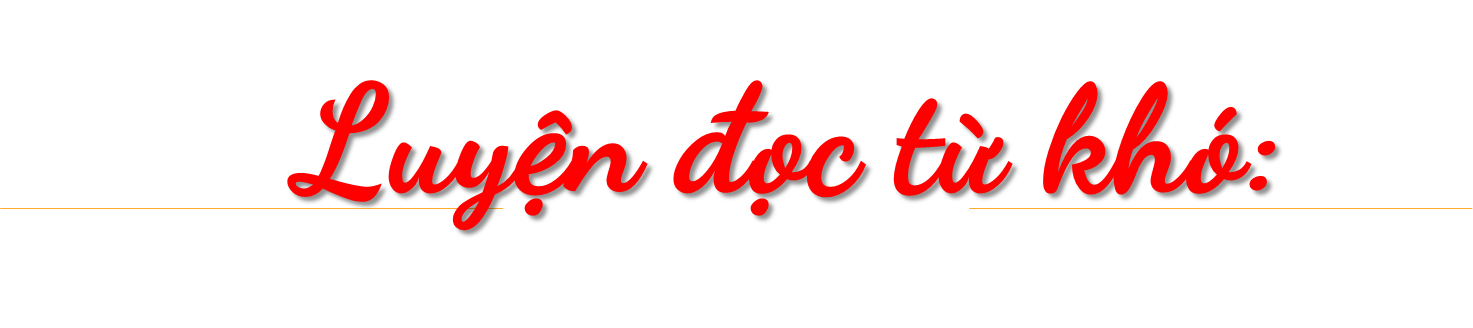 Luyện đọc từ khó: